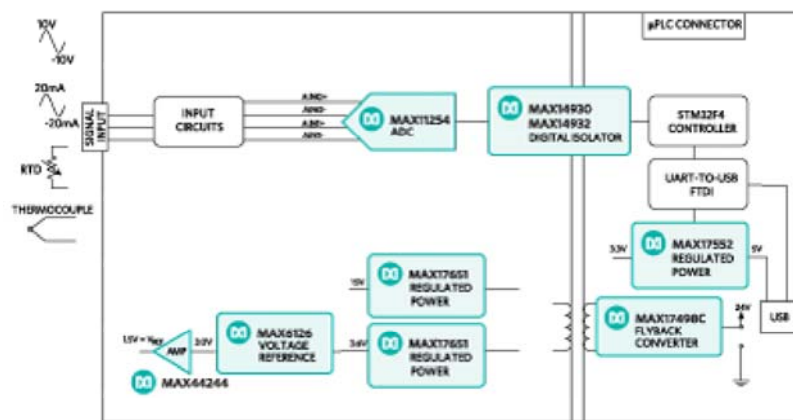 10V
-10V
20mA
-20mA
SIGNAL
INPUT
RTD
THERMOCOUPLE
INPUT
CIRCUITS
AIN0+
AIN0-
AIN1+
AIN1-
MAX11254
ADC
MAX14930
MAX14932
DIGITAL ISOLATOR
µPLC CONNECTOR
STM32F4
CONTROLLER
UART-TO-USB
FTDI
3.3V
MAX17552
REGULATED
POWER
5V
USB
15V
MAX17651
REGULATED
POWER
1.5V = VREF
AMP
3.0V
MAX44244
MAX6126
VOLTAGE
REFERENCE
3.6V
MAX17651
REGULATED
POWER
MAX17498C
FLYBACK
CONVERTER
24V